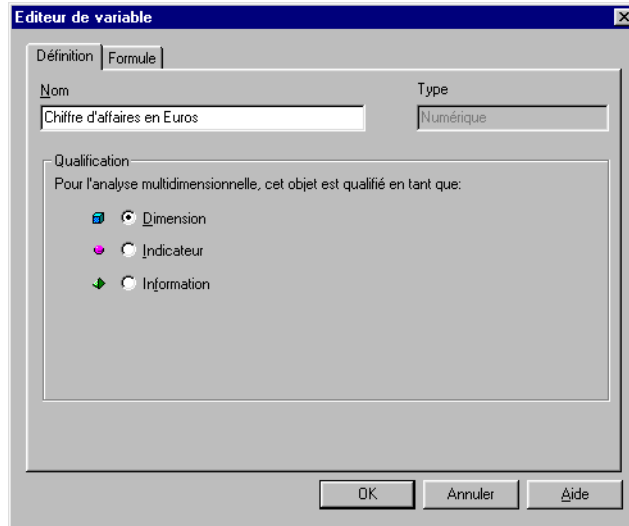 Editeur de variable
Définition Formule
Nom Type
Chiffre d'affaires en Euros Numérique
Qualification
Pour l'analyse multidimensionnelle, cet objet est qualifié en tant que:
Dimension
Indicateur
Information
OK Annuler Aide